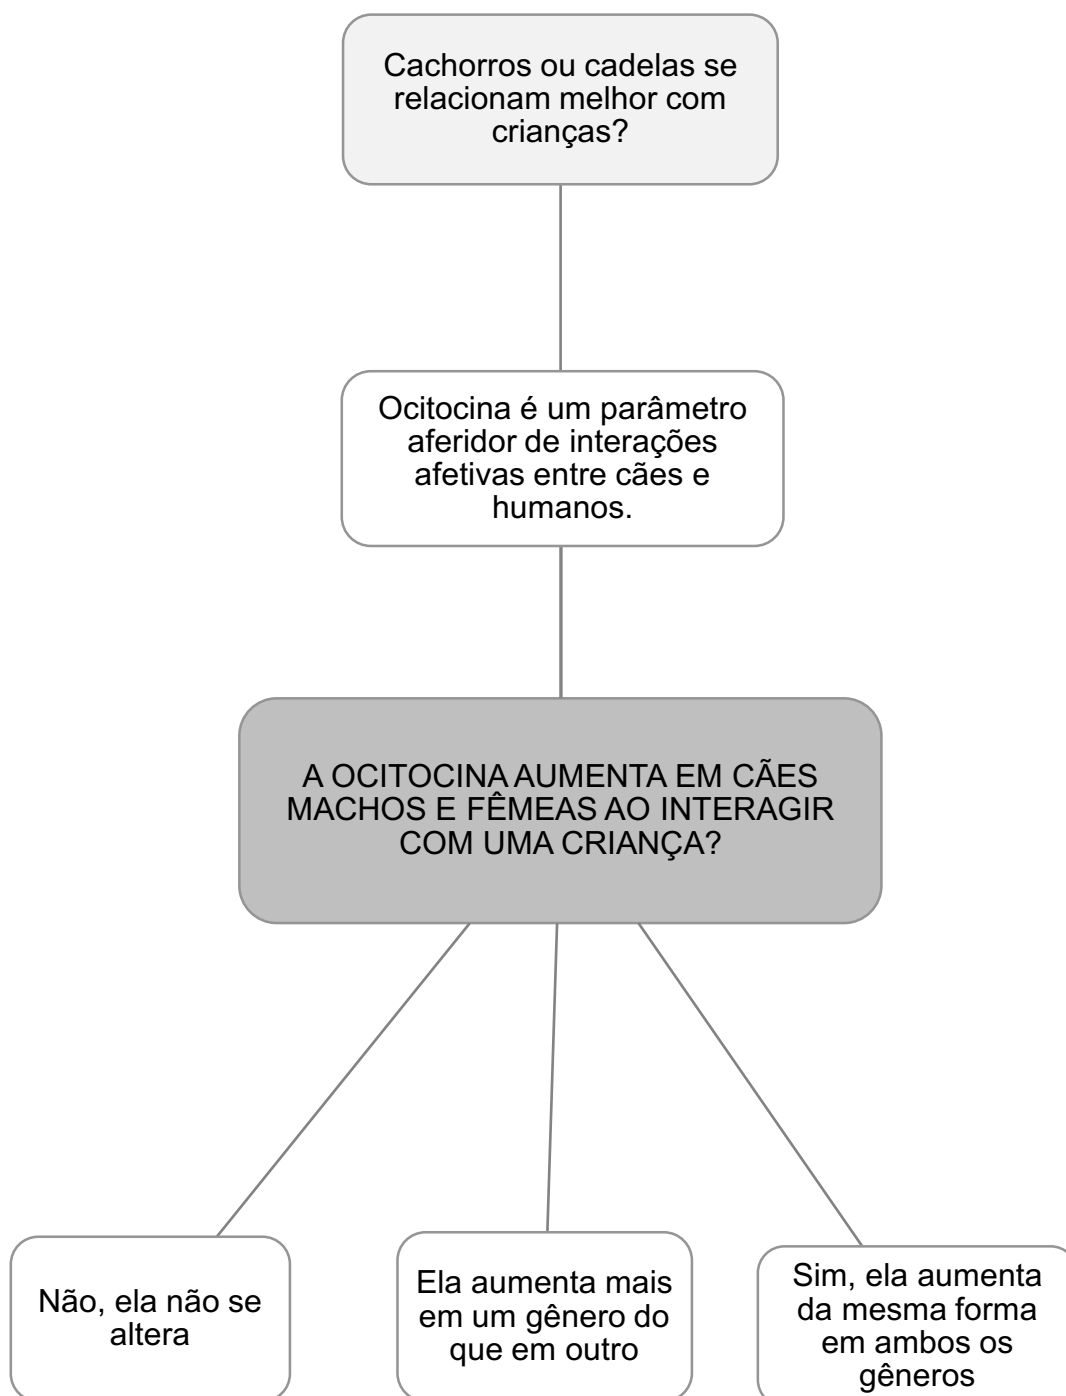 Cachorros ou cadelas se
relacionam melhor com
crianças?
Ocitocina é um parâmetro
aferidor de interações
afetivas entre cães e
humanos.
A OCITOCINA AUMENTA EM CÃES
MACHOS E FÊMEAS AO INTERAGIR
COM UMA CRIANÇA?
Não, ela não se
altera
Ela aumenta mais
em um gênero do
que em outro
Sim, ela aumenta
da mesma forma
em ambos os
gêneros